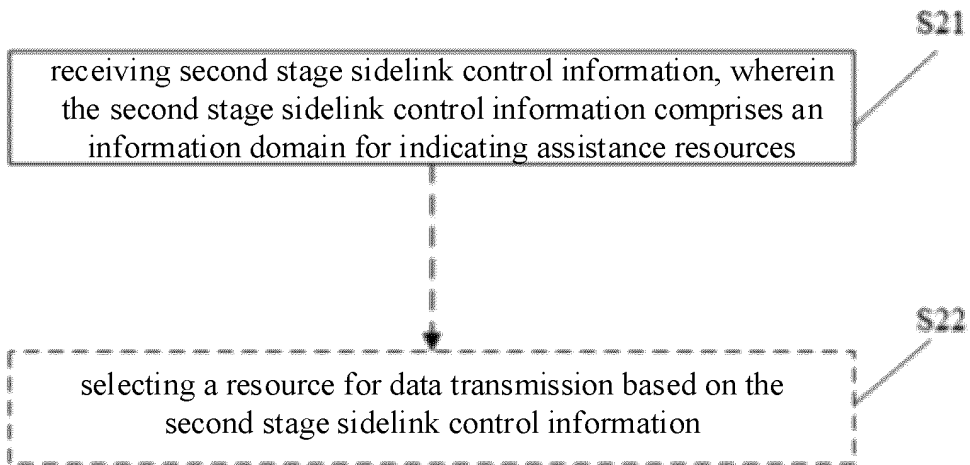 S21
receiving second stage sidelink control information, wherein
the second stage sidelink control information comprises an
information domain for indicating assistance resources
S22
selecting a resource for data transmission based on the
second stage sidelink control information